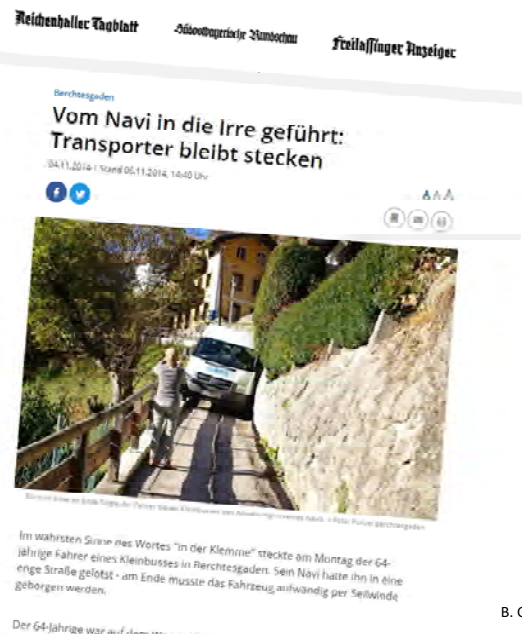 Reichenhaller Tagblatt
Südostbayerische Rundschau
Freilassinger Anzeiger
Berchtesgaden
Vom Navi in die Irre geführt:
Transporter bleibt stecken
04.11.2014 | Stand 06.11.2014, 14:40 Uhr
A A A
Im wahrsten Sinne des Wortes "in der Klemme" steckte am Montag der 64-
jährige Fahrer eines Kleinbusses in Berchtesgaden. Sein Navi hatte ihn in eine
enge Straße gelotst - am Ende musste das Fahrzeug aufwändig per Seilwinde
geborgen werden.
Der 64-Jährige war auf dem
B.